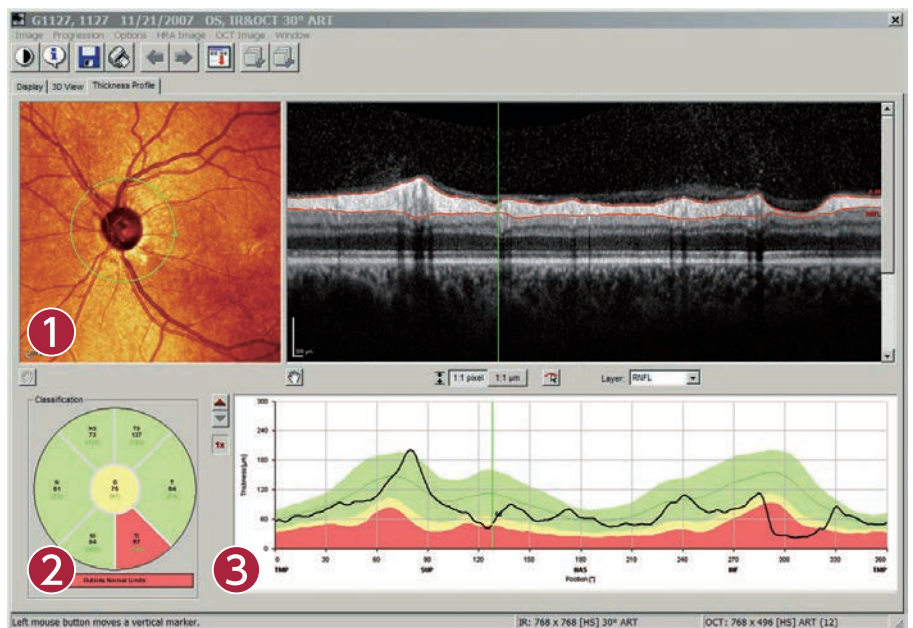 G1127, 1127 11/21/2007 OS, IR&OCT 30° ART
Image Progression Options HRA Image OCT Image Window
Display 3D View Thickness Profile
RNFL
1
1:1 pixel 1:1 µm
Layer: RNFL
Classification
NS
73
TS
137
N
61
G
75
T
84
NI
84
TI
57
Outside Normal Limits
2
1x
3
Thickness [µm]
300
240
180
120
60
0
0 30 60 90 120 150 180 210 240 270 300 330 360
TMP SUP NAS INF TMP
Position [°]
Left mouse button moves a vertical marker.
IR: 768 x 768 [HS] 30° ART
OCT: 768 x 496 [HS] ART (12)